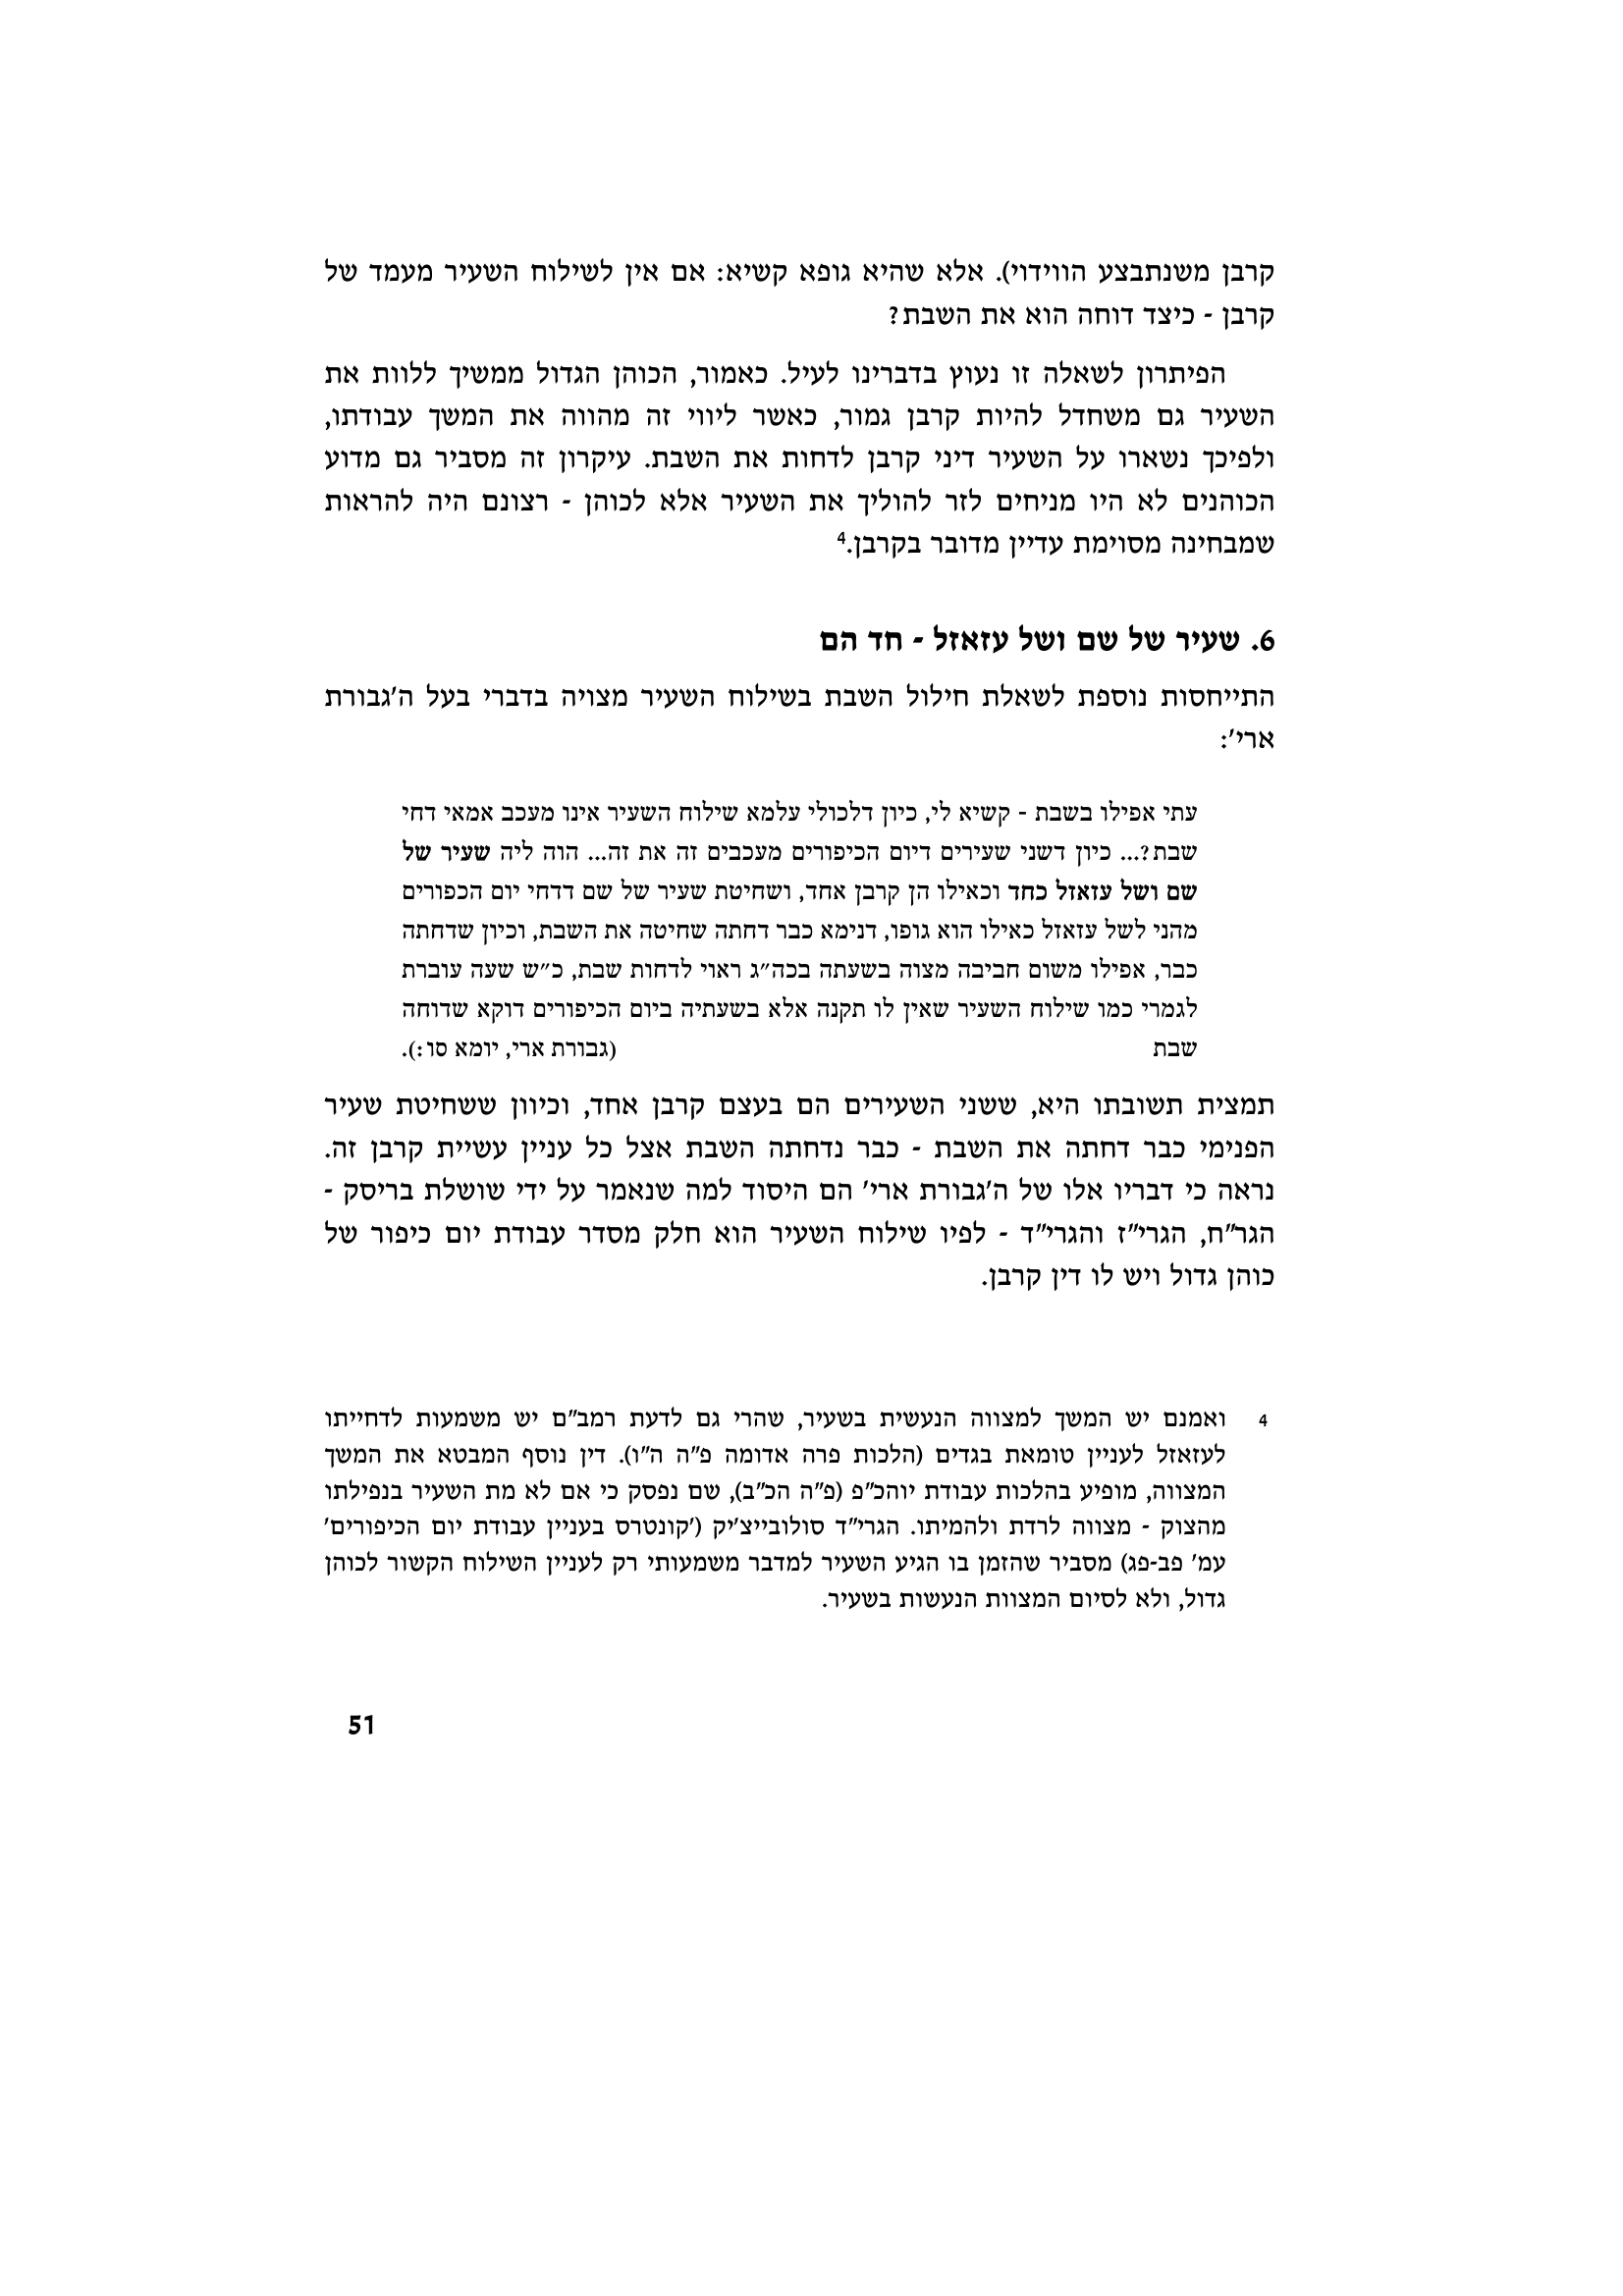 קרבן משנתבצע הווידוי). אלא שהיא גופא קשיא: אם אין לשילוח השעיר מעמד של
קרבן - כיצד דוחה הוא את השבת?
הפיתרון לשאלה זו נעוץ בדברינו לעיל. כאמור, הכוהן הגדול ממשיך ללוות את
השעיר גם משחדל להיות קרבן גמור, כאשר ליווי זה מהווה את המשך עבודתו,
ולפיכך נשארו על השעיר דיני קרבן לדחות את השבת. עיקרון זה מסביר גם מדוע
הכוהנים לא היו מניחים לזר להוליך את השעיר אלא לכוהן - רצונם היה להראות
שמבחינה מסוימת עדיין מדובר בקרבן.4
6. שעיר של שם ושל עזאזל - חד הם
התייחסות נוספת לשאלת חילול השבת בשילוח השעיר מצויה בדברי בעל ה'גבורת
ארי':
עתי אפילו בשבת - קשיא לי, כיון דלכולי עלמא שילוח השעיר אינו מעכב אמאי דחי
שבת?... כיון דשני שעירים דיום הכיפורים מעכבים זה את זה... הוה ליה שעיר של
שם ושל עזאזל כחד וכאילו הן קרבן אחד, ושחיטת שעיר של שם דדחי יום הכפורים
מהני לשל עזאזל כאילו הוא גופו, דנימא כבר דחתה שחיטה את השבת, וכיון שדחתה
כבר, אפילו משום חביבה מצוה בשעתה בכה"ג ראוי לדחות שבת, כ"ש שעה עוברת
לגמרי כמו שילוח השעיר שאין לו תקנה אלא בשעתיה ביום הכיפורים דוקא שדוחה
שבת (גבורת ארי, יומא סו:).
תמצית תשובתו היא, ששני השעירים הם בעצם קרבן אחד, וכיוון ששחיטת שעיר
הפנימי כבר דחתה את השבת - כבר נדחתה השבת אצל כל עניין עשיית קרבן זה.
נראה כי דבריו אלו של ה'גבורת ארי' הם היסוד למה שנאמר על ידי שושלת בריסק -
הגר"ח, הגרי"ז והגרי"ד - לפיו שילוח השעיר הוא חלק מסדר עבודת יום כיפור של
כוהן גדול ויש לו דין קרבן.
4 ואמנם יש המשך למצווה הנעשית בשעיר, שהרי גם לדעת רמב"ם יש משמעות לדחייתו
לעזאזל לעניין טומאת בגדים (הלכות פרה אדומה פ"ה ה"ו). דין נוסף המבטא את המשך
המצווה, מופיע בהלכות עבודת יוהכ"פ (פ"ה הכ"ב), שם נפסק כי אם לא מת השעיר בנפילתו
מהצוק - מצווה לרדת ולהמיתו. הגרי"ד סולובייצ'יק ('קונטרס בעניין עבודת יום הכיפורים'
עמ' פב-פג) מסביר שהזמן בו הגיע השעיר למדבר משמעותי רק לעניין השילוח הקשור לכוהן
גדול, ולא לסיום המצוות הנעשות בשעיר.
51